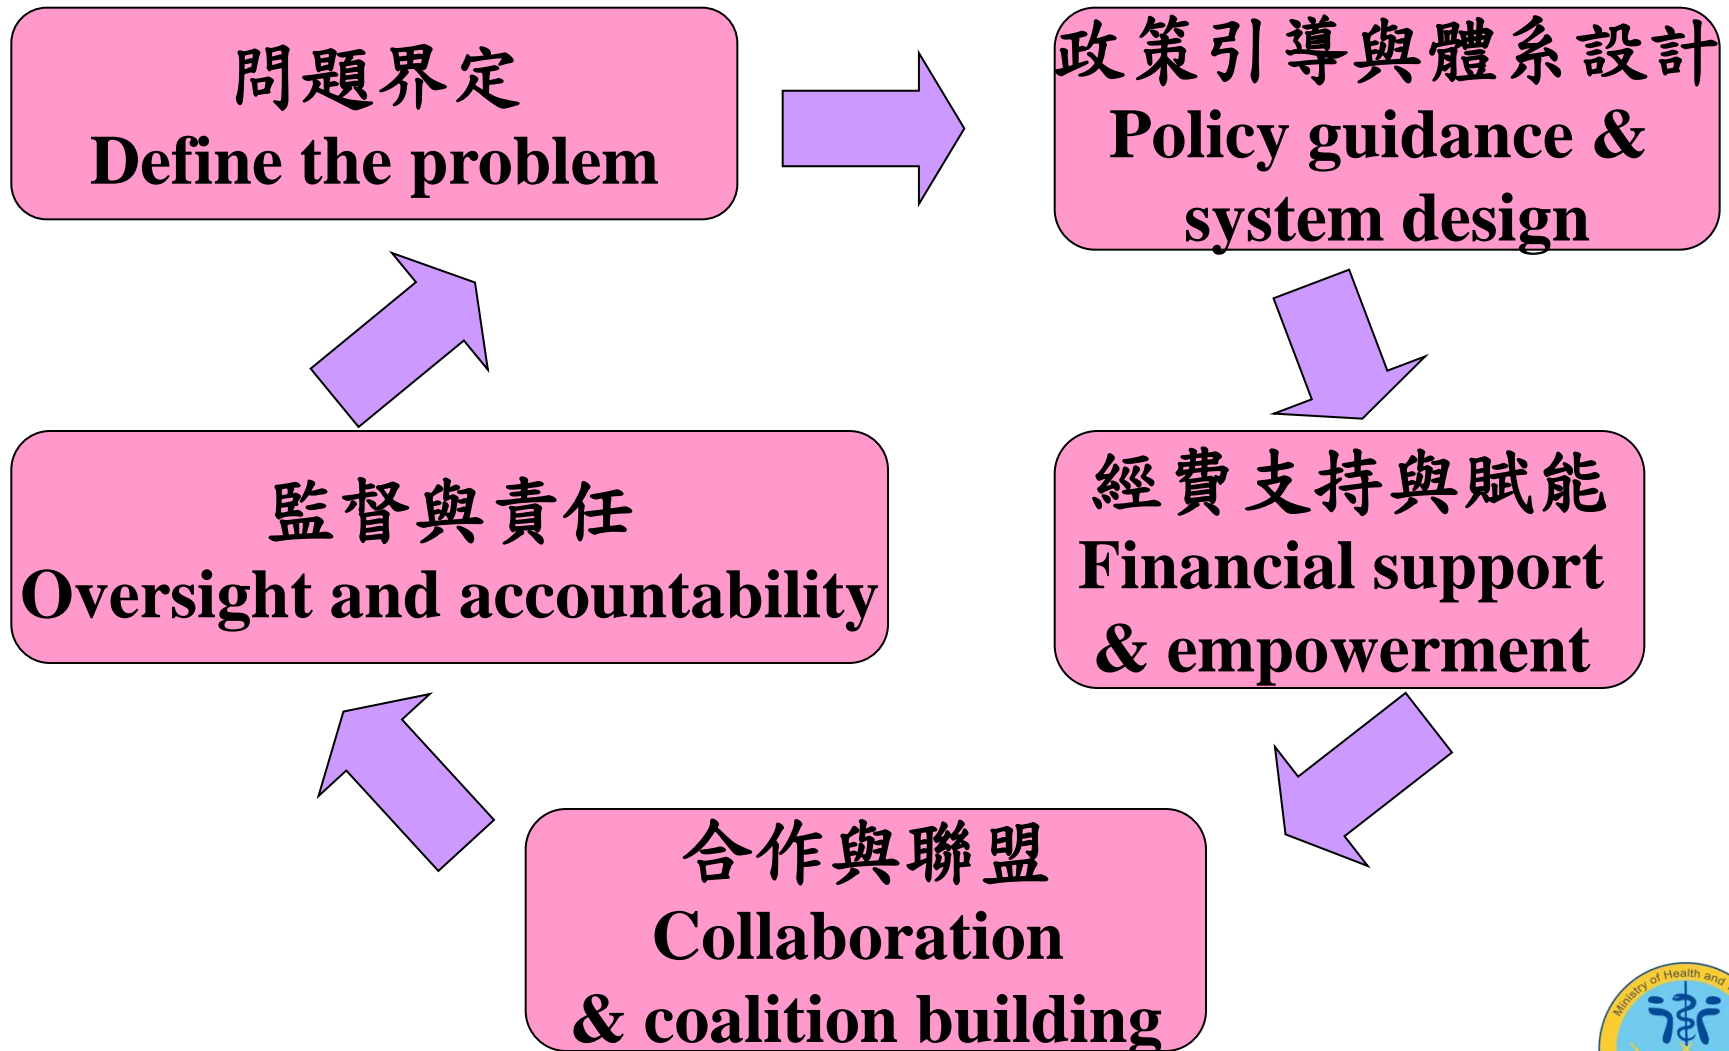 問題界定
Define the problem
政策引導與體系設計
Policy guidance &
system design
經費支持與賦能
Financial support
& empowerment
監督與責任
Oversight and accountability
合作與聯盟
Collaboration
& coalition building
Ministry of Health and